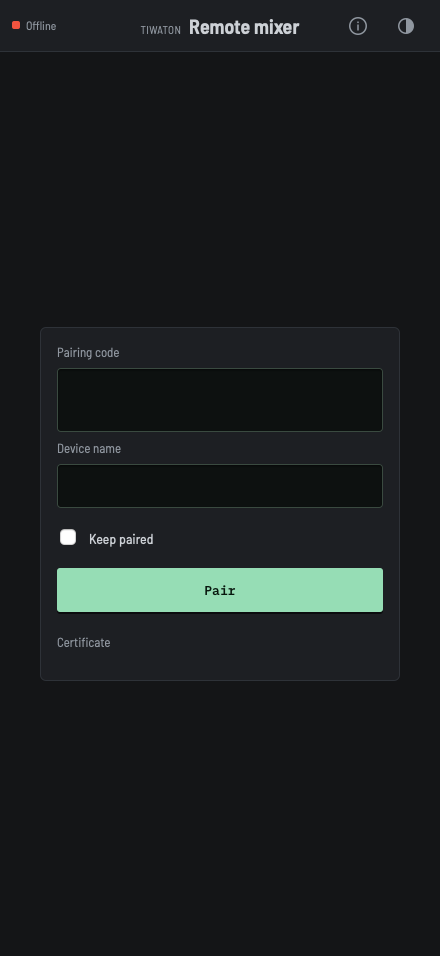 Offline
TIWATON Remote mixer
Pairing code
Device name
Keep paired
Pair
Certificate